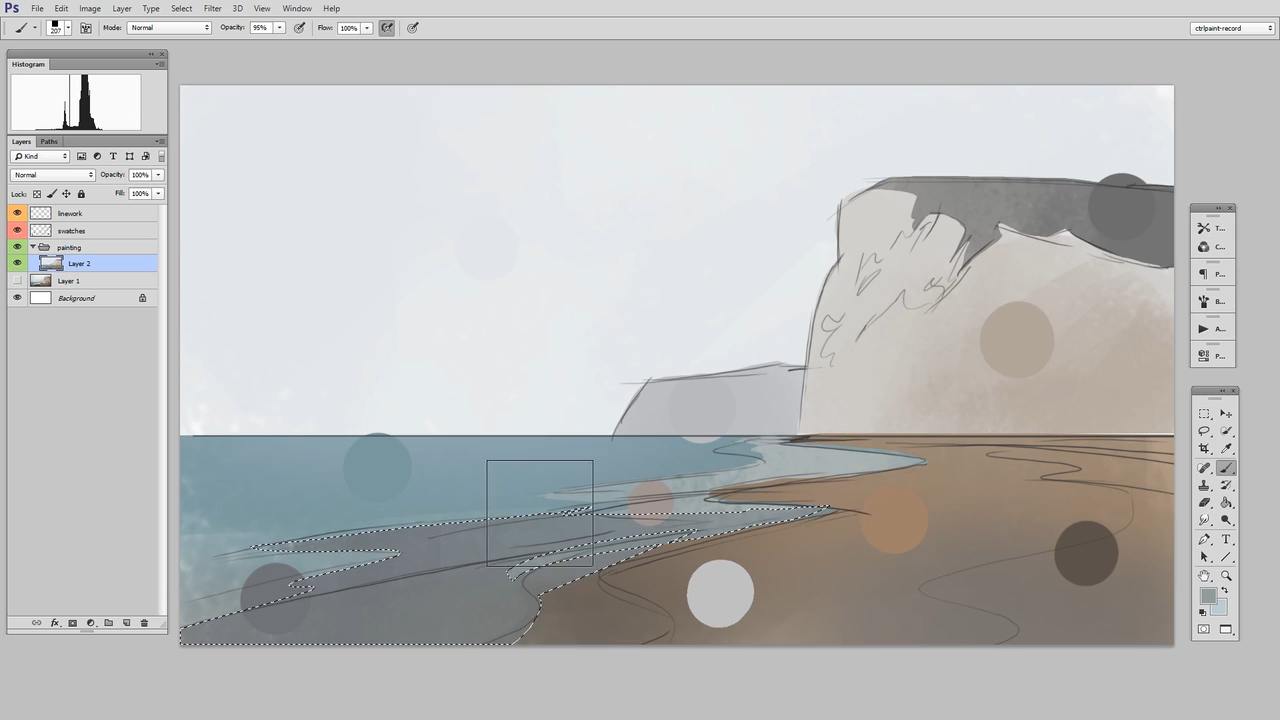 Ps File Edit Image Layer Type Select Filter 3D View Window Help
207 Mode: Normal Opacity: 95% Flow: 100% ctrlpaint-record
Histogram
Layers Paths
Kind T
Normal Opacity: 100%
Lock: Fill: 100%
linework
swatches
painting
Layer 2
Layer 1
Background
fx
T...
C...
P...
B...
A...
P...
T